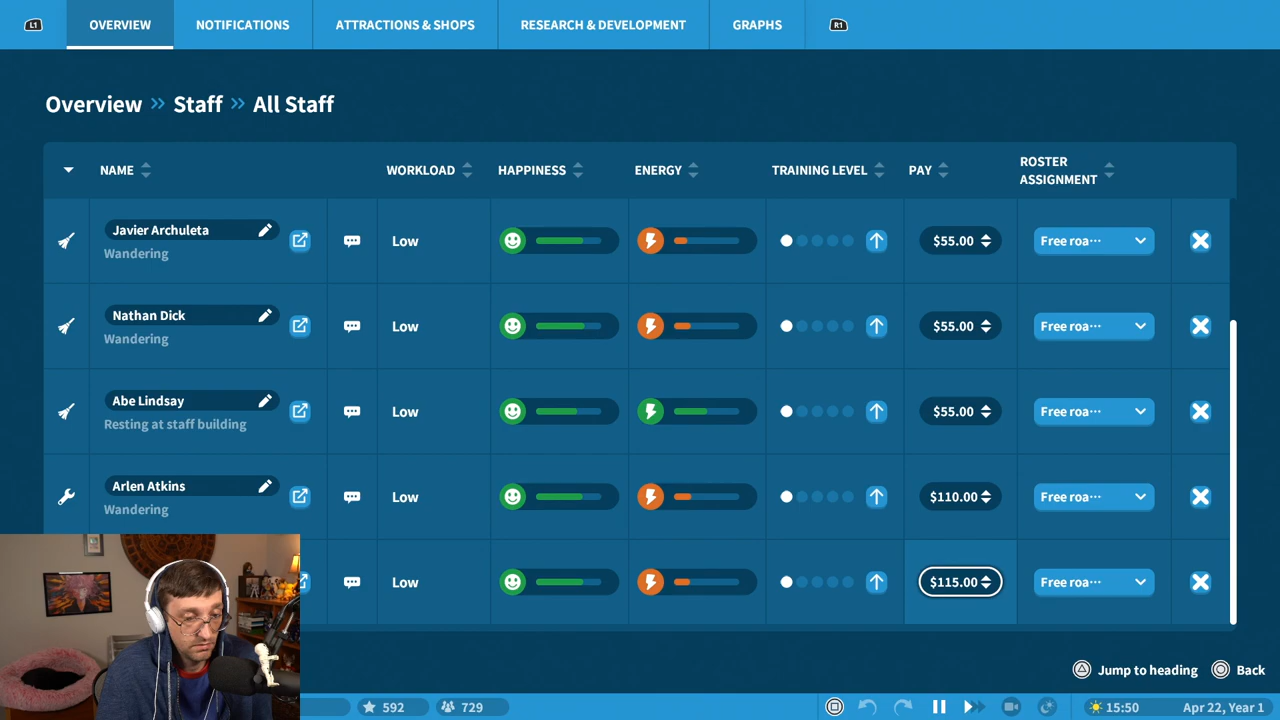 L1 OVERVIEW NOTIFICATIONS ATTRACTIONS & SHOPS RESEARCH & DEVELOPMENT GRAPHS R1
Overview » Staff » All Staff
NAME WORKLOAD HAPPINESS ENERGY TRAINING LEVEL PAY ROSTER ASSIGNMENT
Javier Archuleta
Wandering
Low $55.00 Free roa···
Nathan Dick
Wandering
Low $55.00 Free roa···
Abe Lindsay
Resting at staff building
Low $55.00 Free roa···
Arlen Atkins
Wandering
Low $110.00 Free roa···
Low $115.00 Free roa···
Jump to heading Back
592 729 15:50 Apr 22, Year 1